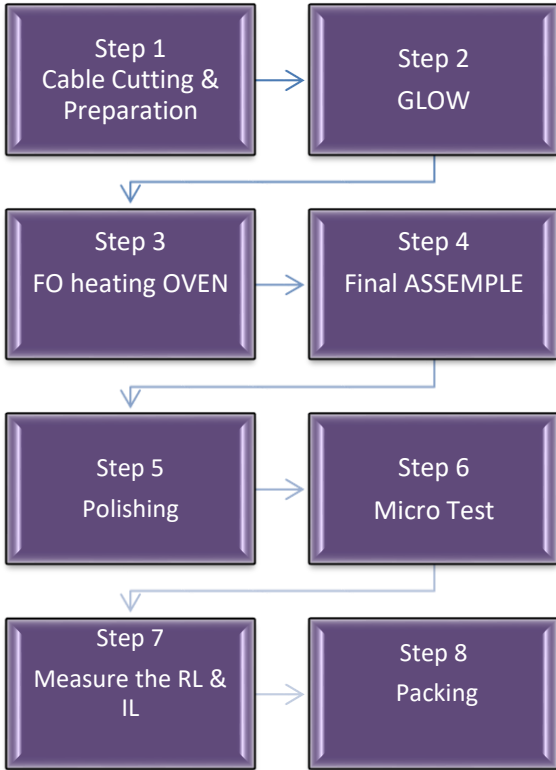 Step 1
Cable Cutting &
Preparation
Step 2
GLOW
Step 3
FO heating OVEN
Step 4
Final ASSEMPLE
Step 5
Polishing
Step 6
Micro Test
Step 7
Measure the RL &
IL
Step 8
Packing